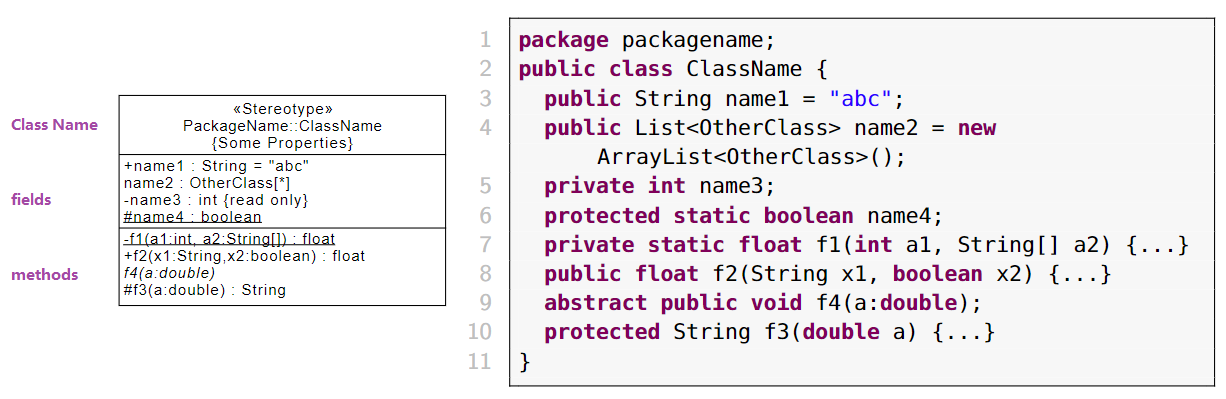 Class Name
«Stereotype»
PackageName::ClassName
{Some Properties}
fields
+name1 : String = "abc"
name2 : OtherClass[*]
-name3 : int {read only}
#name4 : boolean
methods
-f1(a1:int, a2:String[]) : float
+f2(x1:String,x2:boolean) : float
f4(a:double)
#f3(a:double) : String
1 package packagename;
2 public class ClassName {
3 public String name1 = "abc";
4 public List<OtherClass> name2 = new
ArrayList<OtherClass>();
5 private int name3;
6 protected static boolean name4;
7 private static float f1(int a1, String[] a2) {...}
8 public float f2(String x1, boolean x2) {...}
9 abstract public void f4(a:double);
10 protected String f3(double a) {...}
11 }